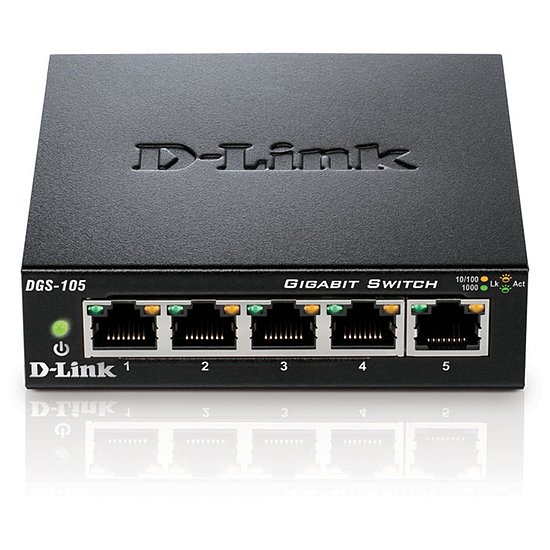 D-Link
DGS-105
GIGABIT SWITCH
10/100
1000
Lk
Act
D-Link
1
2
3
4
5